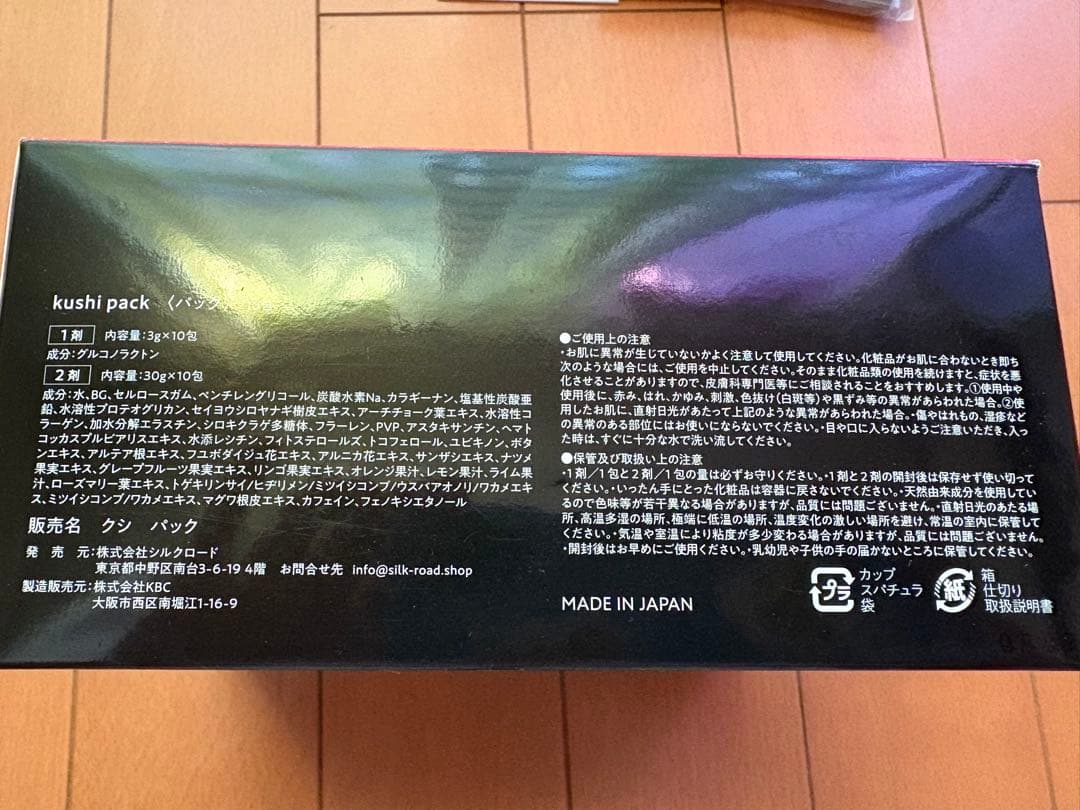 kushi pack 〈パック
1剤 内容量:3g×10包
成分:グルコノラクトン
2剤 内容量:30g×10包
成分:水、BG、セルロースガム、ペンチレングリコール、炭酸水素Na、カラギーナン、塩基性炭酸亜
鉛、水溶性プロテオグリカン、セイヨウシロヤナギ樹皮エキス、アーチチョーク葉エキス、水溶性コ
ラーゲン、加水分解エラスチン、シロキクラゲ多糖体、フラーレン、PVP、アスタキサンチン、ヘマト
コッカスプルビアリスエキス、水添レシチン、フィトステロールズ、トコフェロール、ユビキノン、ボタ
ンエキス、アルテア根エキス、フユボダイジュ花エキス、アルニカ花エキス、サンザシエキス、ナツメ
果実エキス、グレープフルーツ果実エキス、リンゴ果実エキス、オレンジ果汁、レモン果汁、ライム果
汁、ローズマリー葉エキス、トゲキリンサイ/ヒヂリメン/ミツイシコンブ/ウスバアオノリ/ワカメエキ
ス、ミツイシコンブ/ワカメエキス、マグワ根皮エキス、カフェイン、フェノキシエタノール
販売名 クシ パック
発 売 元:株式会社シルクロード
東京都中野区南台3-6-19 4階 お問合せ先 info@silk-road.shop
製造販売元:株式会社KBC
大阪市西区南堀江1-16-9
●ご使用上の注意
・お肌に異常が生じていないかよく注意して使用してください。化粧品がお肌に合わないとき即ち
次のような場合には、ご使用を中止してください。そのまま化粧品類の使用を続けますと、症状を悪
化させることがありますので、皮膚科専門医等にご相談されることをおすすめします。①使用中や
使用後に、赤み、はれ、かゆみ、刺激、色抜け(白斑等)や黒ずみ等の異常があらわれた場合。②使
用したお肌に、直射日光があたって上記のような異常があらわれた場合。・傷やはれもの、湿疹など
の異常のある部位にはお使いにならないでください。・目や口に入らないようご注意いただき、入っ
た時は、すぐに十分な水で洗い流してください。
●保管及び取扱い上の注意
・1剤/1包と2剤/1包の量は必ずお守りください。・1剤と2剤の開封後は保存せず使い切っ
てください。・いったん手にとった化粧品は容器に戻さないでください。・天然由来成分を使用してい
るので色味等が若干異なる場合がありますが、品質には問題ございません。・直射日光のあたる場
所、高温多湿の場所、極端に低温の場所、温度変化の激しい場所を避け、常温の室内に保管して
ください。・気温や室温により粘度が多少変わる場合がありますが、品質には問題ございません。
・開封後はお早めにご使用ください。・乳幼児や子供の手の届かないところに保管してください。
MADE IN JAPAN
プラ カップ
スパチュラ
袋
紙 箱
仕切り
取扱説明書